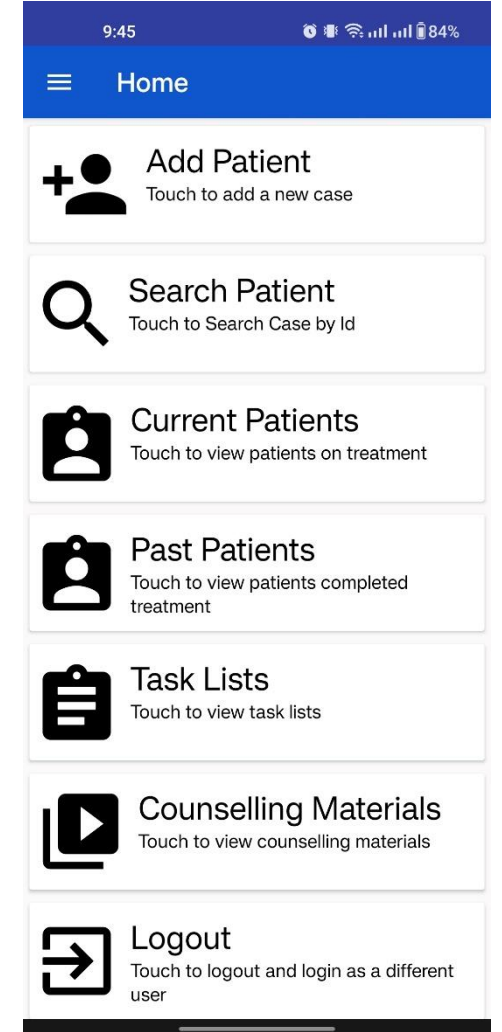 9:45
84%
Home
Add Patient
Touch to add a new case
Search Patient
Touch to Search Case by Id
Current Patients
Touch to view patients on treatment
Past Patients
Touch to view patients completed
treatment
Task Lists
Touch to view task lists
Counselling Materials
Touch to view counselling materials
Logout
Touch to logout and login as a different
user